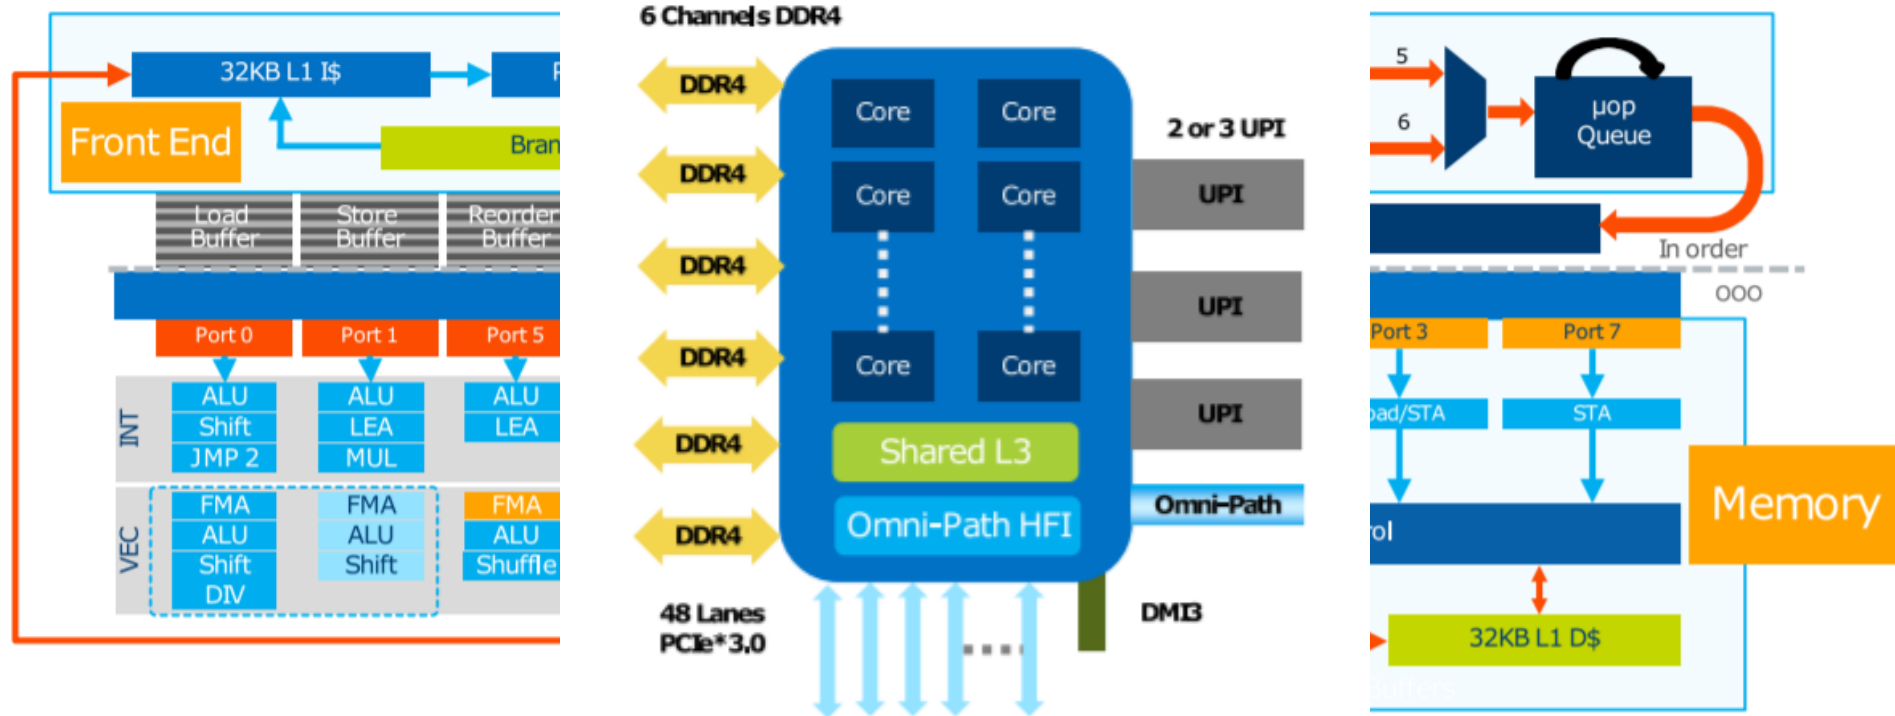 32KB L1 I$
Front End
Load
Buffer
Store
Buffer
Reorder
Buffer
Port 0
Port 1
Port 5
INT
ALU
Shift
JMP 2
ALU
LEA
MUL
ALU
LEA
VEC
FMA
ALU
Shift
DIV
FMA
ALU
Shift
FMA
ALU
Shuffle
6 Channels DDR4
DDR4
DDR4
DDR4
DDR4
DDR4
DDR4
Core
Core
Core
Core
Core
Core
Shared L3
Omni-Path HFI
2 or 3 UPI
UPI
UPI
UPI
Omni-Path
48 Lanes
PCIe* 3.0
DMI3
5
6
µop
Queue
In order
OOO
Port 3
Port 7
STA
Memory
32KB L1 D$
Buffers